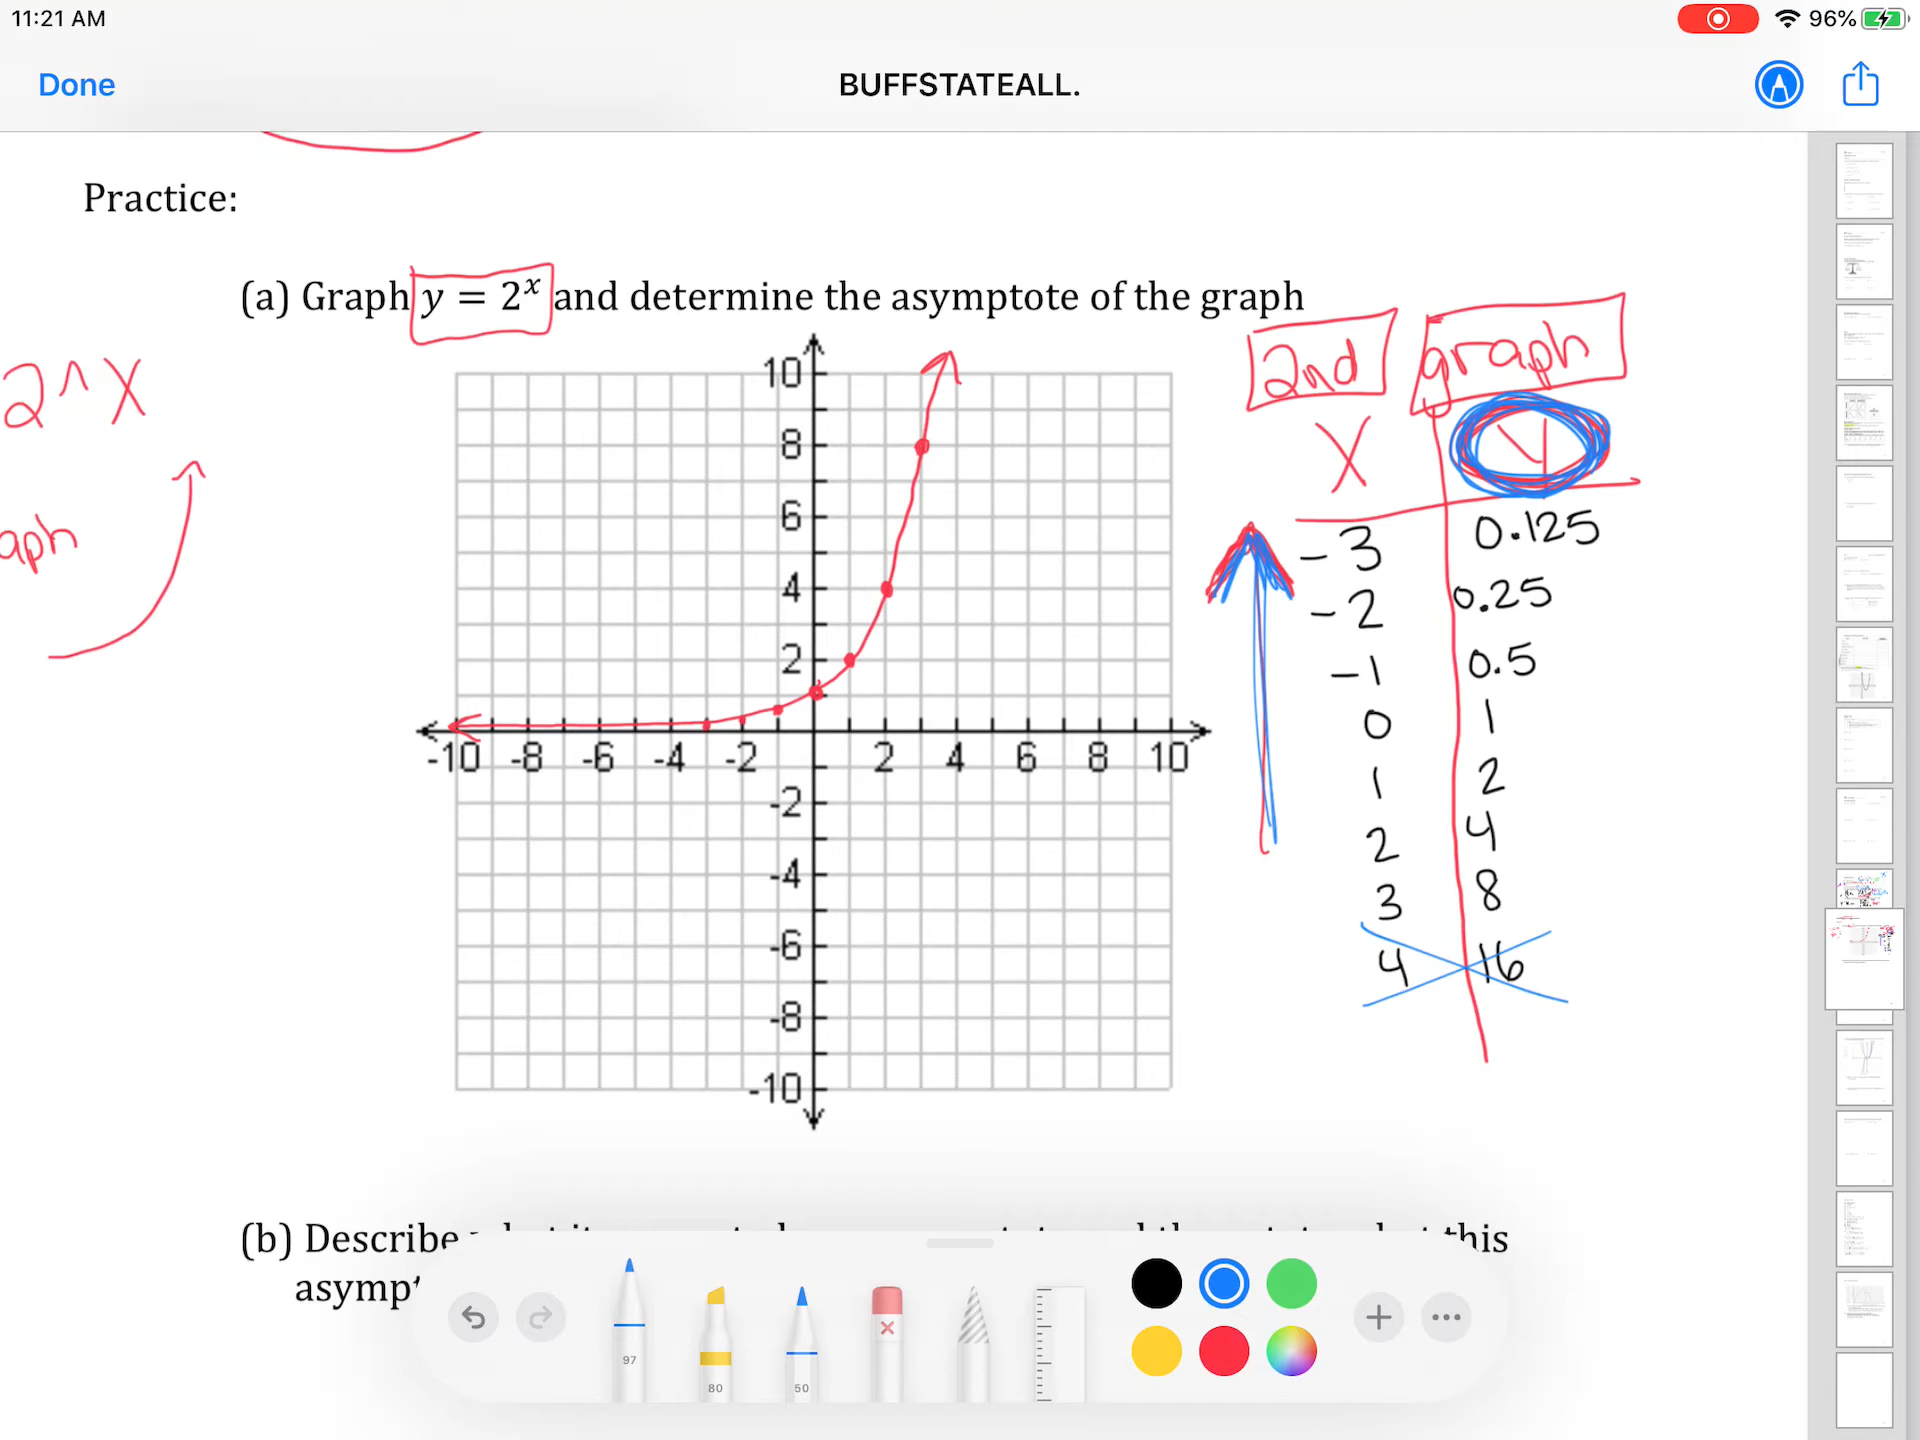 11:21 AM 96%
Done BUFFSTATEALL.
Practice:
(a) Graph y = 2ˣ and determine the asymptote of the graph
2^X
aph
2nd graph
X Y
-3 0.125
-2 0.25
-1 0.5
0 1
1 2
2 4
3 8
4 16
10
8
6
4
2
-10 -8 -6 -4 -2 2 4 6 8 10
-2
-4
-6
-8
-10
(b) Describe this
asympt
97 80 50